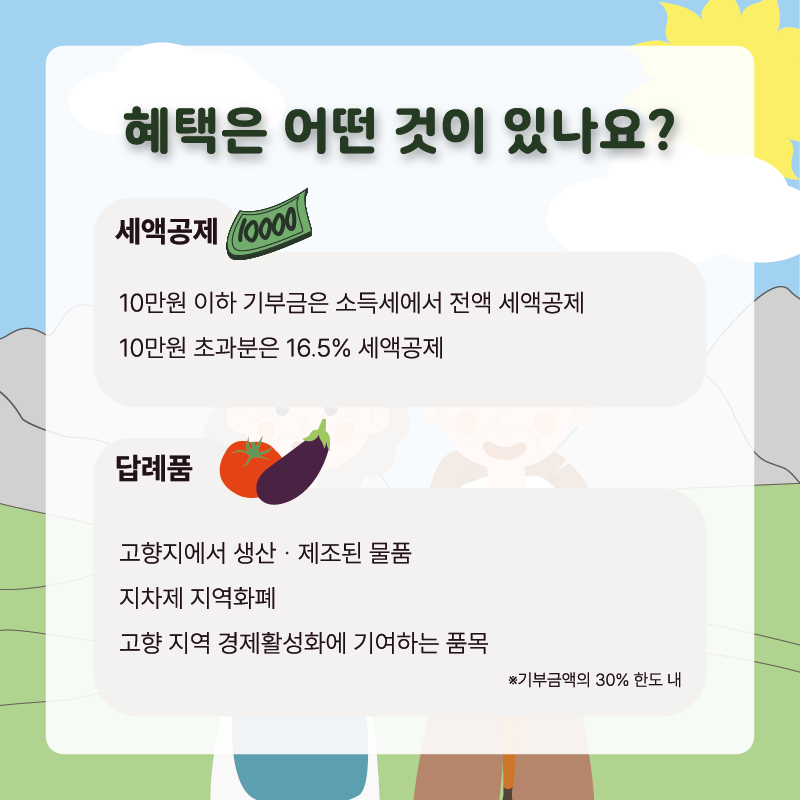 혜택은 어떤 것이 있나요?
세액공제
10000
10만원 이하 기부금은 소득세에서 전액 세액공제
10만원 초과분은 16.5% 세액공제
답례품
고향지에서 생산 · 제조된 물품
지차제 지역화폐
고향 지역 경제활성화에 기여하는 품목
※기부금액의 30% 한도 내